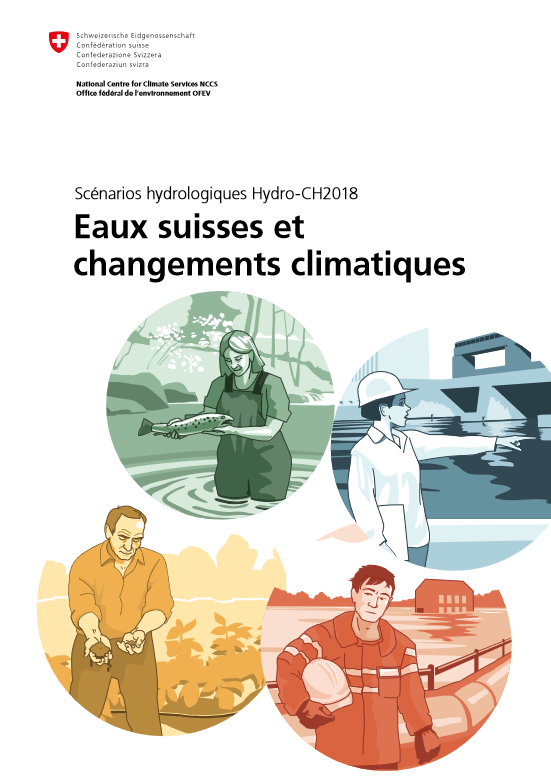 Schweizerische Eidgenossenschaft
Confédération suisse
Confederazione Svizzera
Confederaziun svizra
National Centre for Climate Services NCCS
Office fédéral de l'environnement OFEV
Scénarios hydrologiques Hydro-CH2018
Eaux suisses et
changements climatiques